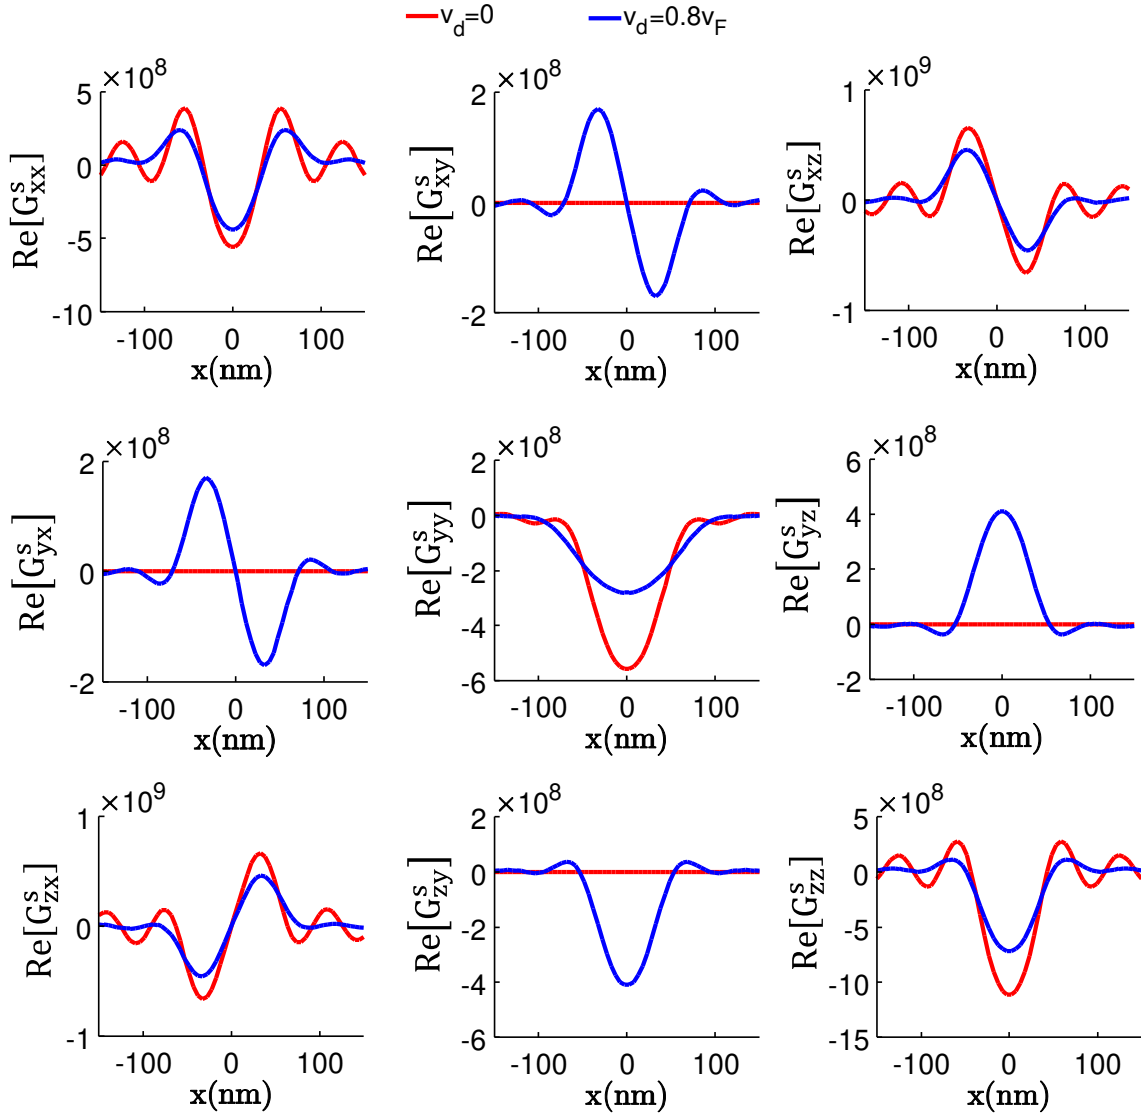 v_d=0 v_d=0.8v_F
×10^8 ×10^8 ×10^9
5 2 1
0 0 0
-5
-10 -2 -1
Re[G^s_xx] Re[G^s_xy] Re[G^s_xz]
-100 0 100 -100 0 100 -100 0 100
x(nm) x(nm) x(nm)
×10^8 ×10^8 ×10^8
2 2 6
0 0 4
-2 2
-4 0
-2 -6 -2
Re[G^s_yx] Re[G^s_yy] Re[G^s_yz]
-100 0 100 -100 0 100 -100 0 100
x(nm) x(nm) x(nm)
×10^9 ×10^8 ×10^8
1 2 5
0 0 0
-2 -5
-4 -10
-1 -6 -15
Re[G^s_zx] Re[G^s_zy] Re[G^s_zz]
-100 0 100 -100 0 100 -100 0 100
x(nm) x(nm) x(nm)